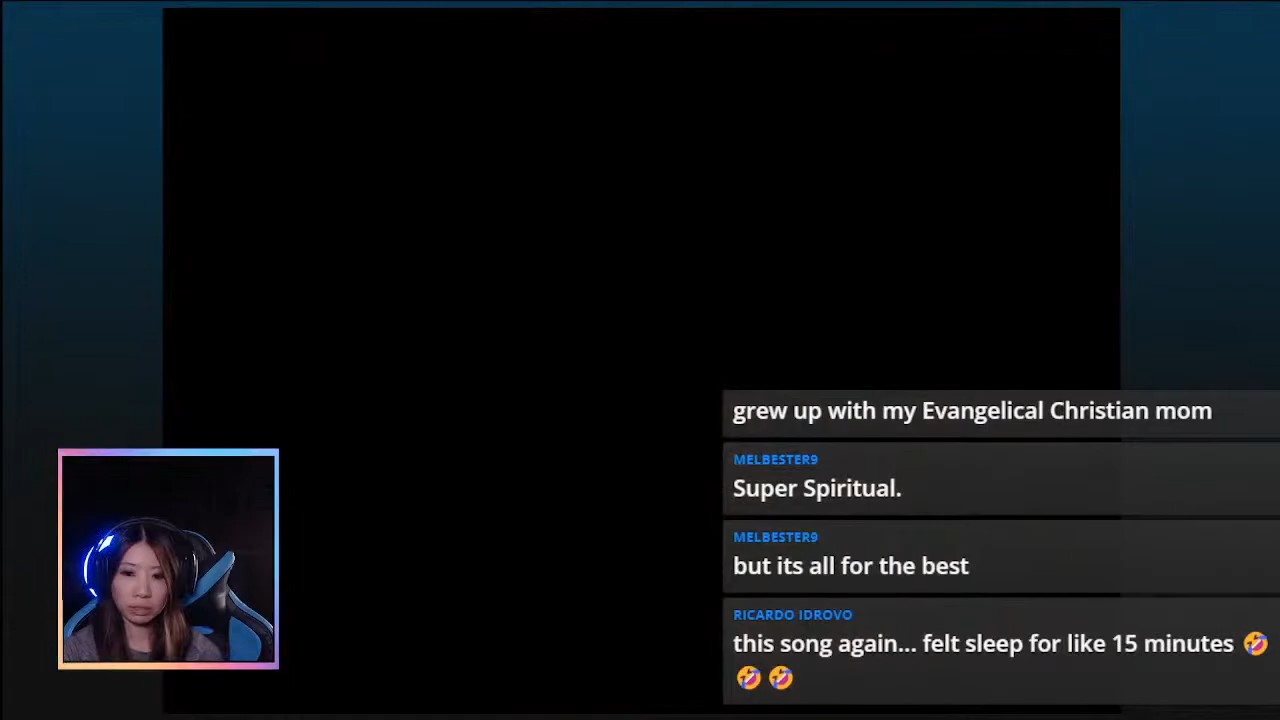 grew up with my Evangelical Christian mom
MELBESTER9
Super Spiritual.
MELBESTER9
but its all for the best
RICARDO IDROVO
this song again... felt sleep for like 15 minutes 🤣
🤣🤣